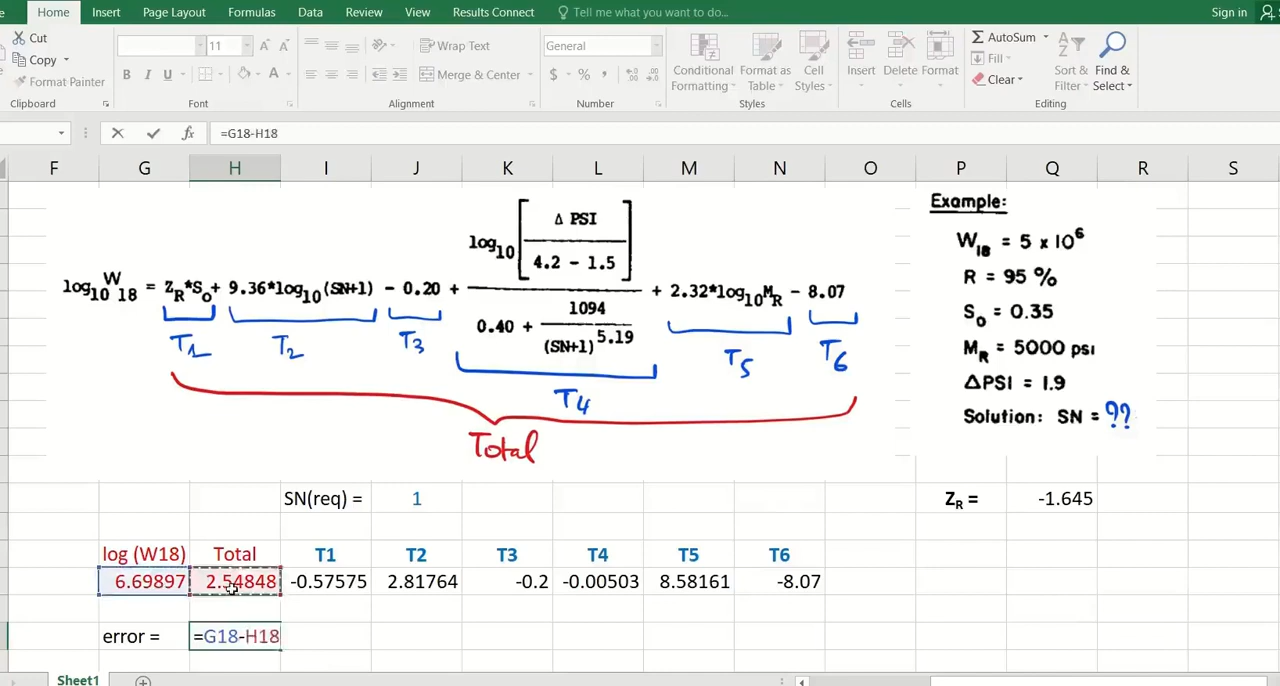 Home Insert Page Layout Formulas Data Review View Results Connect Tell me what you want to do... Sign in
Cut
Copy
Format Painter
11
Wrap Text
Merge & Center
General
Conditional Formatting
Format as Table
Cell Styles
Insert Delete Format
AutoSum
Fill
Clear
Sort & Filter
Find & Select
Clipboard Font Alignment Number Styles Cells Editing
fx =G18-H18
F G H I J K L M N O P Q R S
log10 W18 = ZR*So + 9.36*log10(SN+1) - 0.20 + log10[Δ PSI / 4.2 - 1.5] / 0.40 + 1094 / (SN+1)^5.19 + 2.32*log10 MR - 8.07
T1 T2 T3 T4 T5 T6
Total
Example:
W18 = 5 x 10^6
R = 95 %
So = 0.35
MR = 5000 psi
ΔPSI = 1.9
Solution: SN = ??
SN(req) = 1 ZR = -1.645
log (W18) Total T1 T2 T3 T4 T5 T6
6.69897 2.54848 -0.57575 2.81764 -0.2 -0.00503 8.58161 -8.07
error = =G18-H18
Sheet1